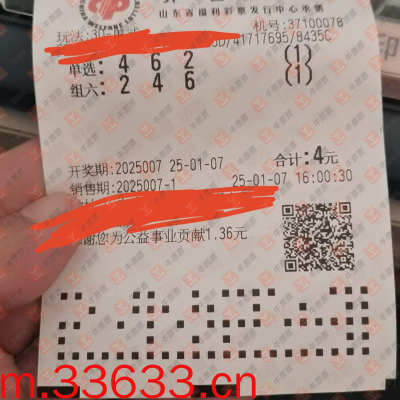 山东省福利彩票发行中心承销
玩法:3D
机号:37100078
D/41717695/8435C
单选: 4 6 2 (1)
组六: 2 4 6 (1)
开奖期:2025007 25-01-07 合计:4元
销售期:2025007-1 25-01-07 16:00:30
感谢您为公益事业贡献1.36元
m.33633.cn